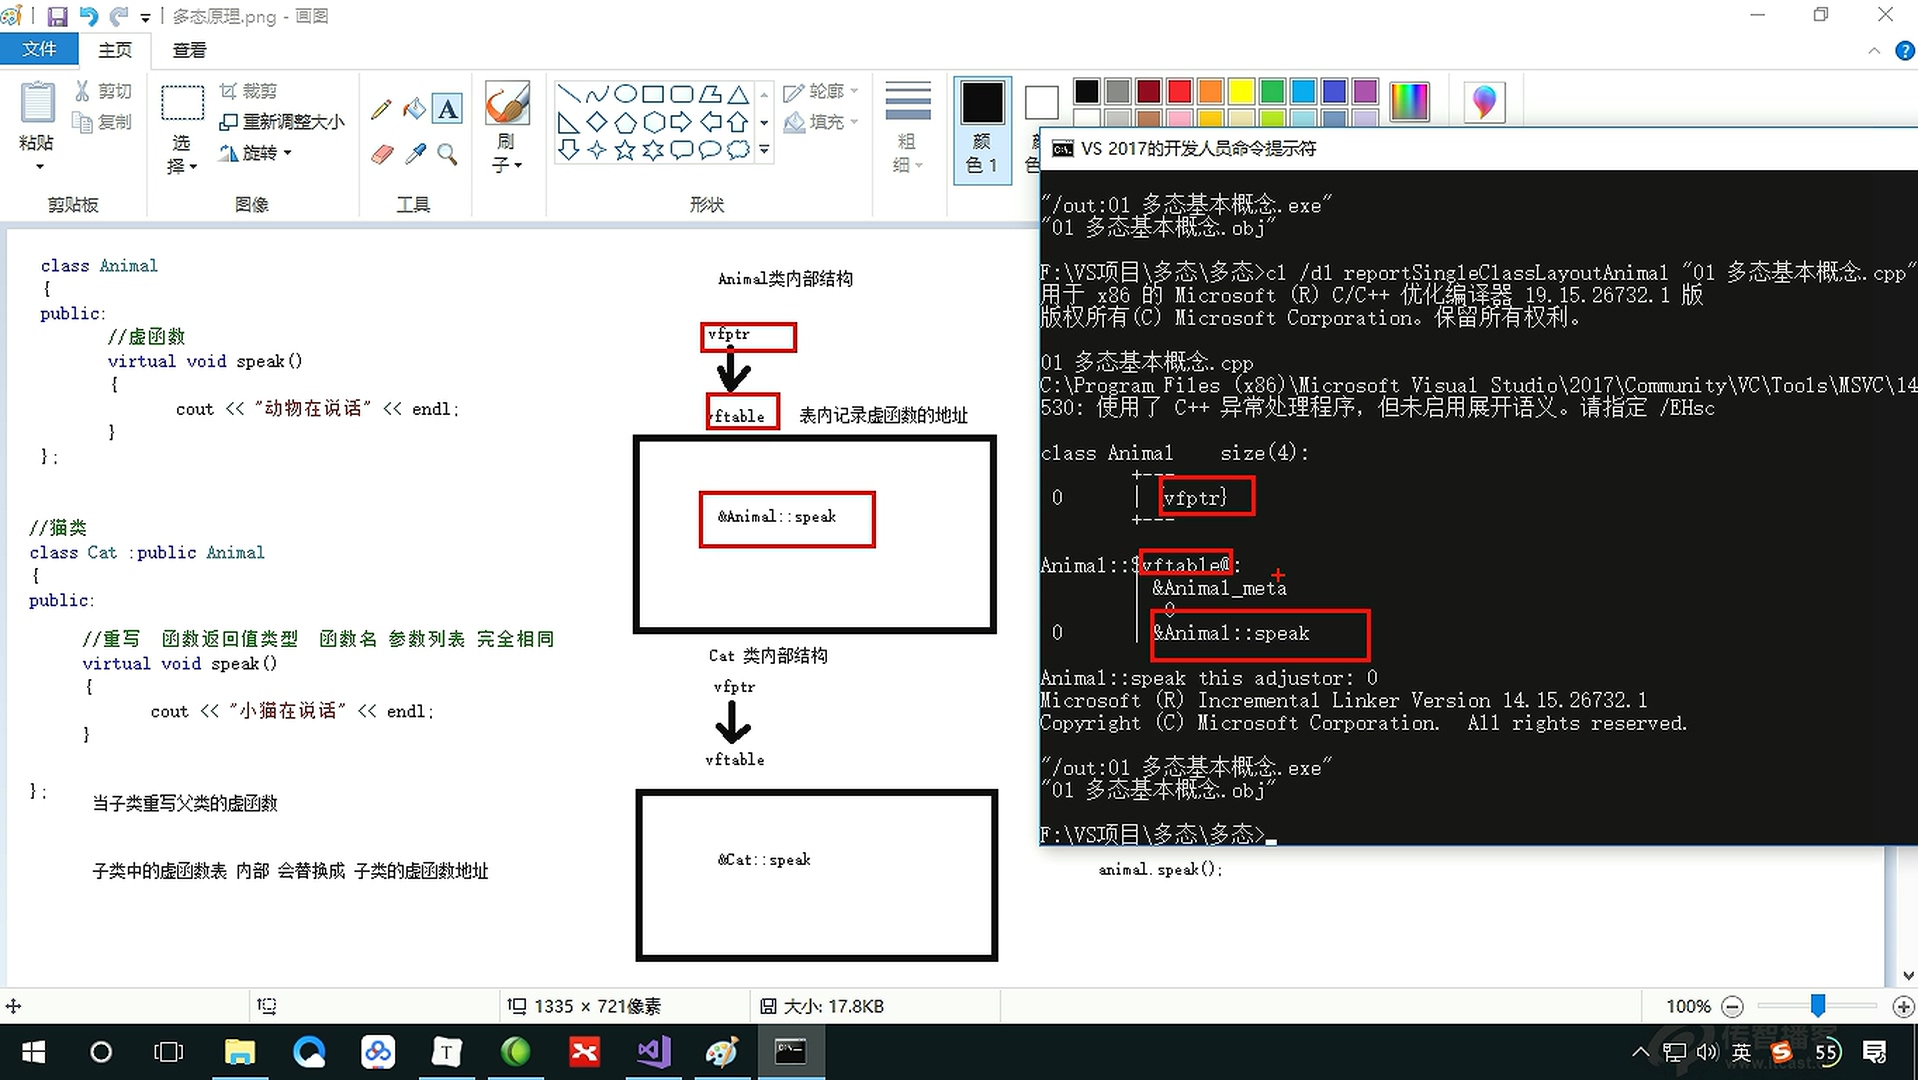 多态原理.png - 画图
文件 主页 查看
粘贴
剪切
复制
剪贴板
选择
裁剪
重新调整大小
旋转
图像
A
工具
刷子
形状
轮廓
填充
粗细
颜色 1
class Animal
{
public:
//虚函数
virtual void speak()
{
cout << "动物在说话" << endl;
}
};
//猫类
class Cat :public Animal
{
public:
//重写 函数返回值类型 函数名 参数列表 完全相同
virtual void speak()
{
cout << "小猫在说话" << endl;
}
};
当子类重写父类的虚函数
子类中的虚函数表 内部 会替换成 子类的虚函数地址
Animal类内部结构
vfptr
vftable 表内记录虚函数的地址
&Animal::speak
Cat 类内部结构
vfptr
vftable
&Cat::speak
animal.speak();
VS 2017的开发人员命令提示符
"/out:01 多态基本概念.exe"
"01 多态基本概念.obj"
F:\VS项目\多态\多态>cl /d1 reportSingleClassLayoutAnimal "01 多态基本概念.cpp"
用于 x86 的 Microsoft (R) C/C++ 优化编译器 19.15.26732.1 版
版权所有(C) Microsoft Corporation。保留所有权利。
01 多态基本概念.cpp
C:\Program Files (x86)\Microsoft Visual Studio\2017\Community\VC\Tools\MSVC\14
530: 使用了 C++ 异常处理程序，但未启用展开语义。请指定 /EHsc
class Animal size(4):
+---
0 | {vfptr}
+---
Animal::$vftable@:
| &Animal_meta
| 0
0 | &Animal::speak
Animal::speak this adjustor: 0
Microsoft (R) Incremental Linker Version 14.15.26732.1
Copyright (C) Microsoft Corporation. All rights reserved.
"/out:01 多态基本概念.exe"
"01 多态基本概念.obj"
F:\VS项目\多态\多态>_
1335 × 721像素
大小: 17.8KB
100%
T
英
55
传智播客